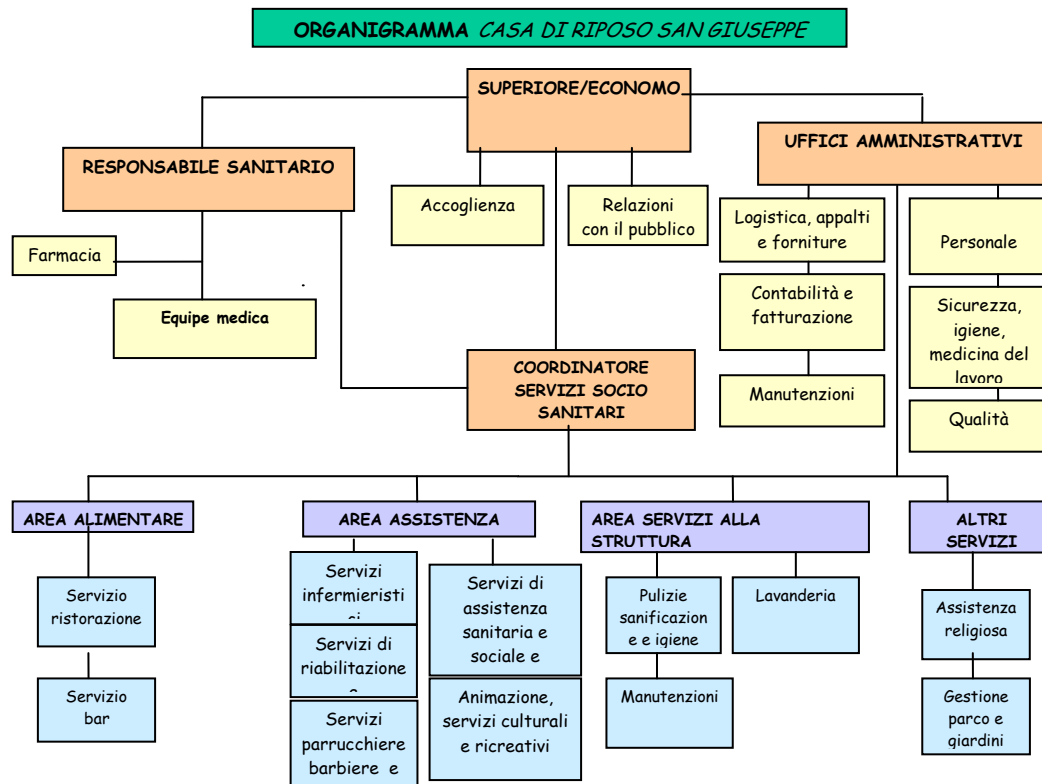 ORGANIGRAMMA CASA DI RIPOSO SAN GIUSEPPE
SUPERIORE/ECONOMO
RESPONSABILE SANITARIO
UFFICI AMMINISTRATIVI
Accoglienza
Relazioni
con il pubblico
Logistica, appalti
e forniture
Personale
Farmacia
Contabilità e
fatturazione
Sicurezza,
igiene,
medicina del
lavoro
Equipe medica
COORDINATORE
SERVIZI SOCIO
SANITARI
Manutenzioni
Qualità
AREA ALIMENTARE
AREA ASSISTENZA
AREA SERVIZI ALLA
STRUTTURA
ALTRI
SERVIZI
Servizio
ristorazione
Servizio
bar
Servizi
infermieristi
Servizi di
riabilitazione
Servizi
parrucchiere
barbiere e
Servizi di
assistenza
sanitaria e
sociale e
Animazione,
servizi culturali
e ricreativi
Pulizie
sanificazion
e e igiene
Manutenzioni
Lavanderia
Assistenza
religiosa
Gestione
parco e
giardini